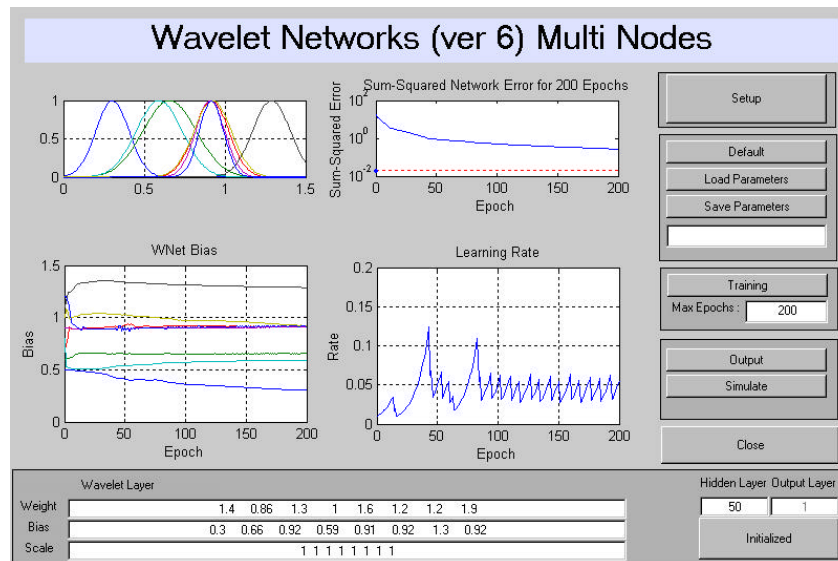 Wavelet Networks (ver 6) Multi Nodes
1
0.5
0
0 0.5 1 1.5
Sum-Squared Network Error for 200 Epochs
Sum-Squared Error
10^2
10^0
10^-2
0 50 100 150 200
Epoch
Setup
Default
Load Parameters
Save Parameters
WNet Bias
Bias
1.5
1
0.5
0
0 50 100 150 200
Epoch
Learning Rate
Rate
0.2
0.15
0.1
0.05
0
0 50 100 150 200
Epoch
Training
Max Epochs : 200
Output
Simulate
Close
Wavelet Layer
Weight 1.4 0.86 1.3 1 1.6 1.2 1.2 1.9
Bias 0.3 0.66 0.92 0.59 0.91 0.92 1.3 0.92
Scale 1 1 1 1 1 1 1 1
Hidden Layer Output Layer
50 1
Initialized